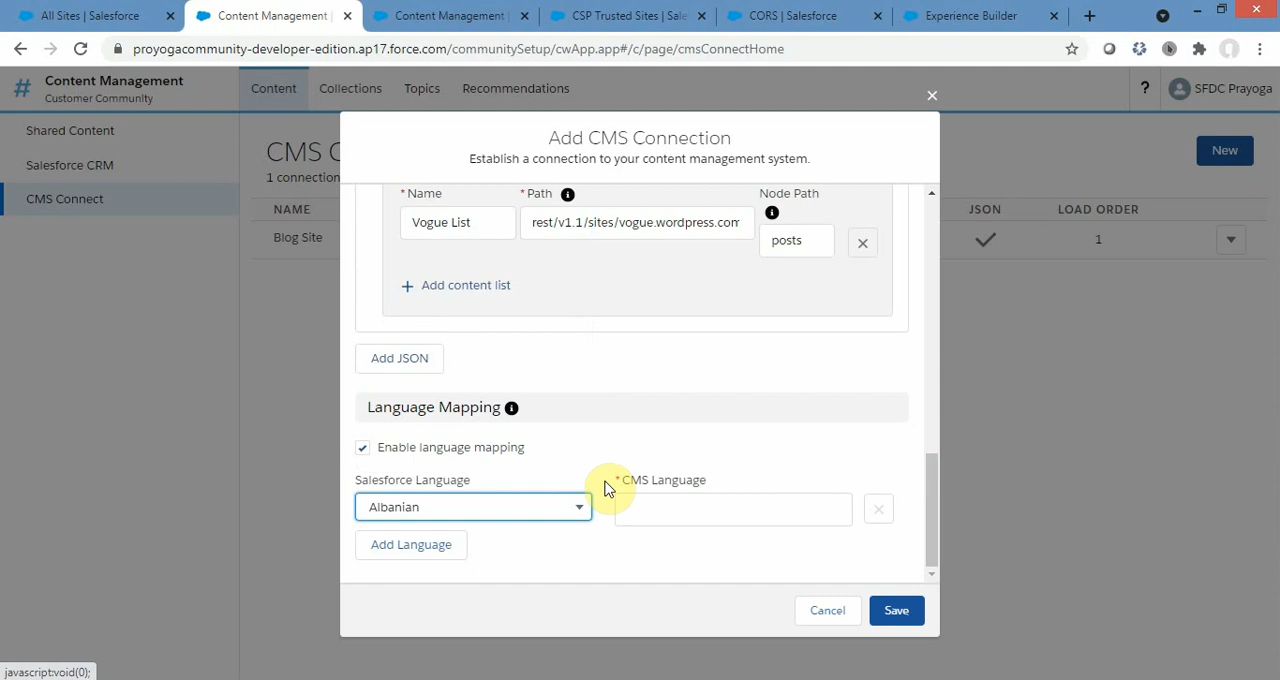 All Sites | Salesforce
Content Management |
Content Management |
CSP Trusted Sites | Sale
CORS | Salesforce
Experience Builder
proyogacommunity-developer-edition.ap17.force.com/communitySetup/cwApp.app#/c/page/cmsConnectHome
Content Management
Customer Community
Content
Collections
Topics
Recommendations
?
SFDC Prayoga
Shared Content
Salesforce CRM
CMS Connect
CMS C
1 connection
New
NAME
JSON
LOAD ORDER
Blog Site
1
Add CMS Connection
Establish a connection to your content management system.
* Name
* Path
Node Path
Vogue List
rest/v1.1/sites/vogue.wordpress.com
posts
+ Add content list
Add JSON
Language Mapping
Enable language mapping
Salesforce Language
* CMS Language
Albanian
Add Language
Cancel
Save
javascript:void(0);